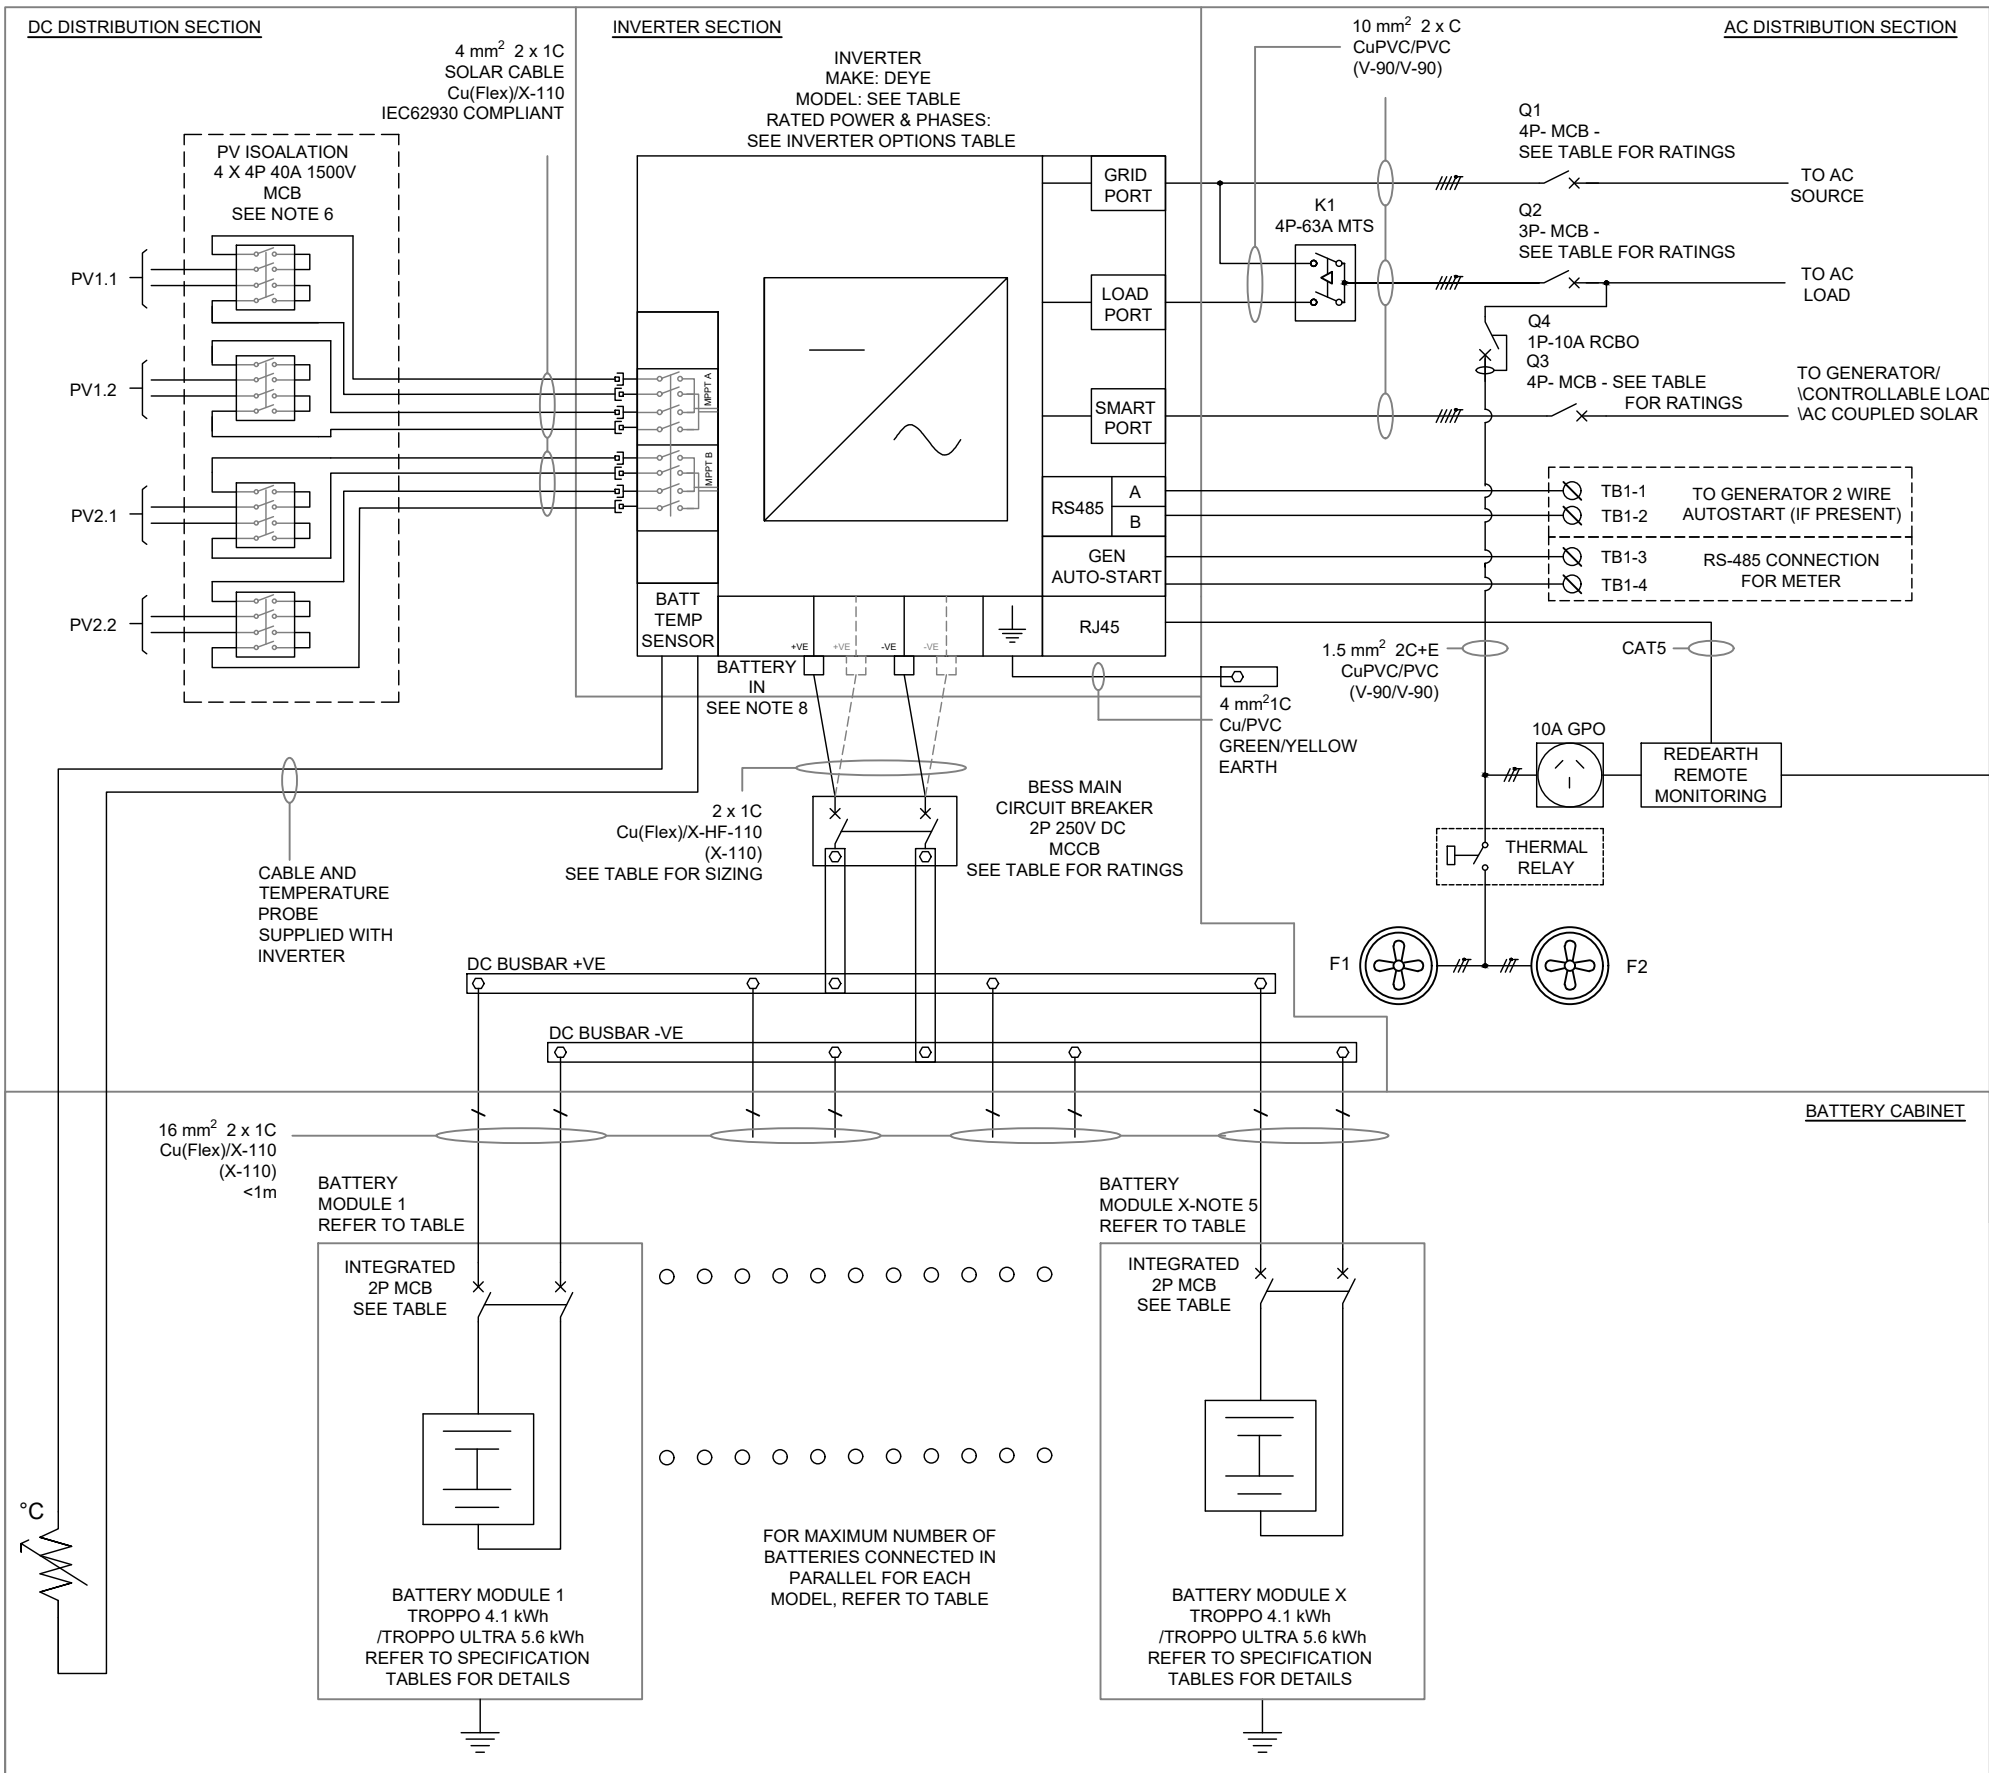 DC DISTRIBUTION SECTION
INVERTER SECTION
AC DISTRIBUTION SECTION
4 mm2 2 x 1C
SOLAR CABLE
Cu(Flex)/X-110
IEC62930 COMPLIANT
INVERTER
MAKE: DEYE
MODEL: SEE TABLE
RATED POWER & PHASES:
SEE INVERTER OPTIONS TABLE
10 mm2 2 x C
CuPVC/PVC
(V-90/V-90)
PV ISOALATION
4 X 4P 40A 1500V
MCB
SEE NOTE 6
PV1.1
PV1.2
PV2.1
PV2.2
MPPT A
MPPT B
GRID
PORT
LOAD
PORT
SMART
PORT
RS485
A
B
GEN
AUTO-START
RJ45
BATT
TEMP
SENSOR
+VE
+VE
-VE
-VE
BATTERY
IN
SEE NOTE 8
K1
4P-63A MTS
Q1
4P- MCB -
SEE TABLE FOR RATINGS
TO AC
SOURCE
Q2
3P- MCB -
SEE TABLE FOR RATINGS
TO AC
LOAD
Q4
1P-10A RCBO
Q3
4P- MCB - SEE TABLE
FOR RATINGS
TO GENERATOR/
\CONTROLLABLE LOAD
\AC COUPLED SOLAR
TB1-1
TB1-2
TO GENERATOR 2 WIRE
AUTOSTART (IF PRESENT)
TB1-3
TB1-4
RS-485 CONNECTION
FOR METER
1.5 mm2 2C+E
CuPVC/PVC
(V-90/V-90)
CAT5
4 mm2 1C
Cu/PVC
GREEN/YELLOW
EARTH
10A GPO
REDEARTH
REMOTE
MONITORING
THERMAL
RELAY
F1
F2
2 x 1C
Cu(Flex)/X-HF-110
(X-110)
SEE TABLE FOR SIZING
BESS MAIN
CIRCUIT BREAKER
2P 250V DC
MCCB
SEE TABLE FOR RATINGS
CABLE AND
TEMPERATURE
PROBE
SUPPLIED WITH
INVERTER
DC BUSBAR +VE
DC BUSBAR -VE
BATTERY CABINET
16 mm2 2 x 1C
Cu(Flex)/X-110
(X-110)
<1m
BATTERY
MODULE 1
REFER TO TABLE
BATTERY
MODULE X-NOTE 5
REFER TO TABLE
INTEGRATED
2P MCB
SEE TABLE
INTEGRATED
2P MCB
SEE TABLE
°C
FOR MAXIMUM NUMBER OF
BATTERIES CONNECTED IN
PARALLEL FOR EACH
MODEL, REFER TO TABLE
BATTERY MODULE 1
TROPPO 4.1 kWh
/TROPPO ULTRA 5.6 kWh
REFER TO SPECIFICATION
TABLES FOR DETAILS
BATTERY MODULE X
TROPPO 4.1 kWh
/TROPPO ULTRA 5.6 kWh
REFER TO SPECIFICATION
TABLES FOR DETAILS